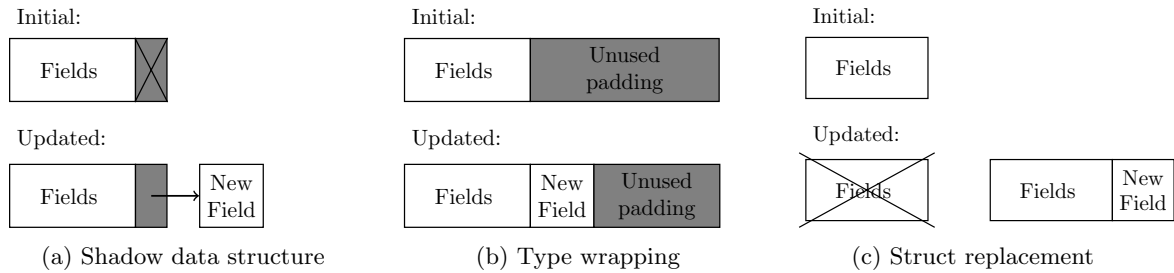 Initial:
Fields
Updated:
Fields
New
Field
(a) Shadow data structure
Initial:
Fields
Unused
padding
Updated:
Fields
New
Field
Unused
padding
(b) Type wrapping
Initial:
Fields
Updated:
Fields
Fields
New
Field
(c) Struct replacement